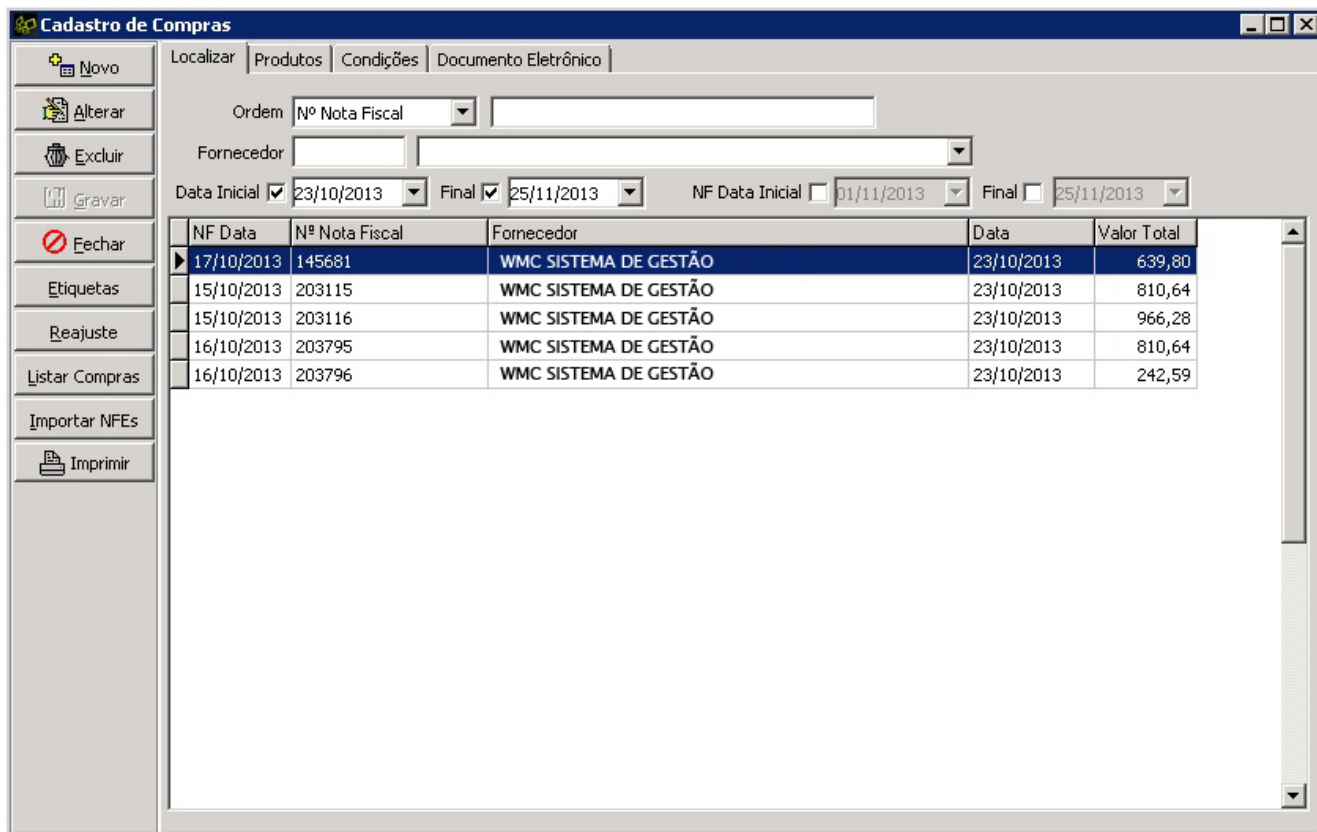 Cadastro de Compras
Novo
Alterar
Excluir
Gravar
Fechar
Etiquetas
Reajuste
Listar Compras
Importar NFEs
Imprimir
Localizar Produtos Condições Documento Eletrônico
Ordem Nº Nota Fiscal
Fornecedor
Data Inicial 23/10/2013 Final 25/11/2013 NF Data Inicial 01/11/2013 Final 25/11/2013
NF Data Nº Nota Fiscal Fornecedor Data Valor Total
17/10/2013 145681 WMC SISTEMA DE GESTÃO 23/10/2013 639,80
15/10/2013 203115 WMC SISTEMA DE GESTÃO 23/10/2013 810,64
15/10/2013 203116 WMC SISTEMA DE GESTÃO 23/10/2013 966,28
16/10/2013 203795 WMC SISTEMA DE GESTÃO 23/10/2013 810,64
16/10/2013 203796 WMC SISTEMA DE GESTÃO 23/10/2013 242,59